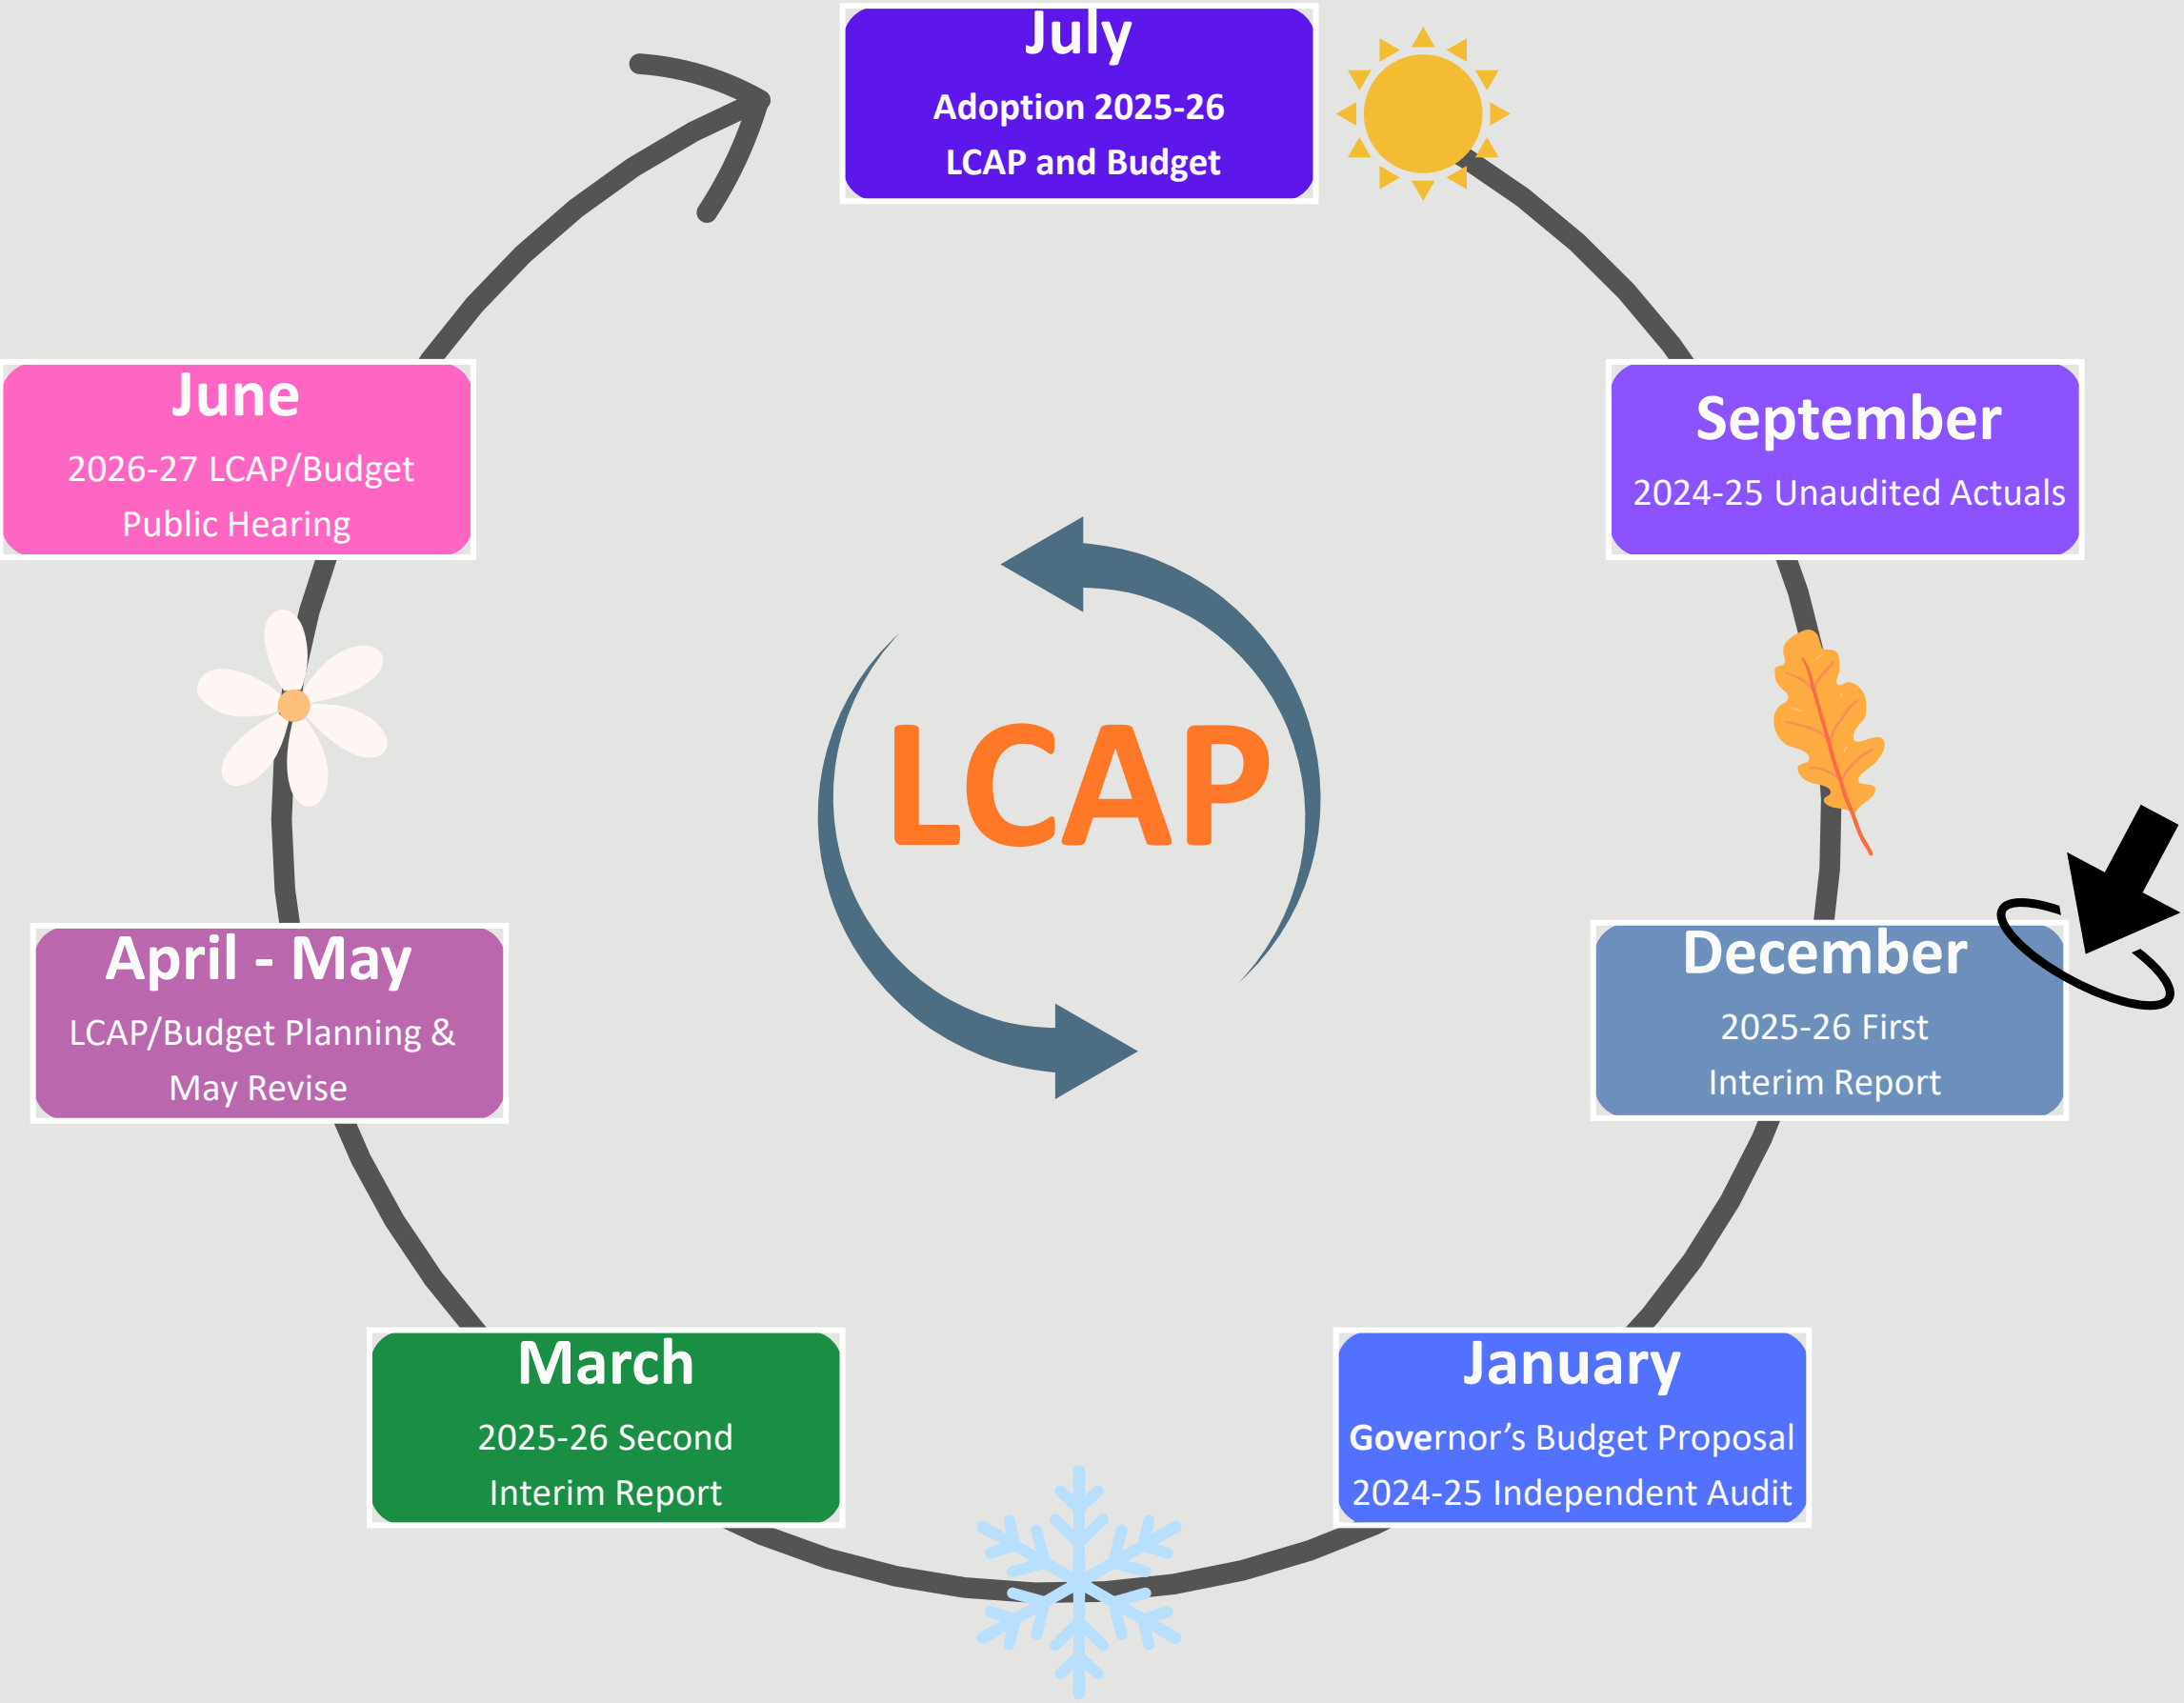 July
Adoption 2025-26
LCAP and Budget
September
2024-25 Unaudited Actuals
December
2025-26 First
Interim Report
January
Governor’s Budget Proposal
2024-25 Independent Audit
March
2025-26 Second
Interim Report
April - May
LCAP/Budget Planning &
May Revise
June
2026-27 LCAP/Budget
Public Hearing
LCAP